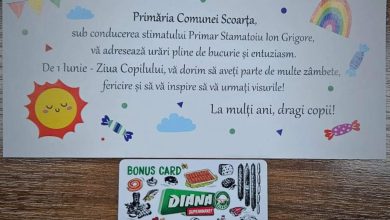 Primăria Comunei Scoarța,
sub conducerea stimatului Primar Stamatoiu Ion Grigore,
vă adresează urări pline de bucurie și entuziasm.
De 1 Iunie - Ziua Copilului, vă dorim să aveți parte de multe zâmbete,
fericire și să vă inspire să vă urmați visurile!
La mulți ani, dragi copii!
BONUS CARD
DIANA
SUPERMARKET